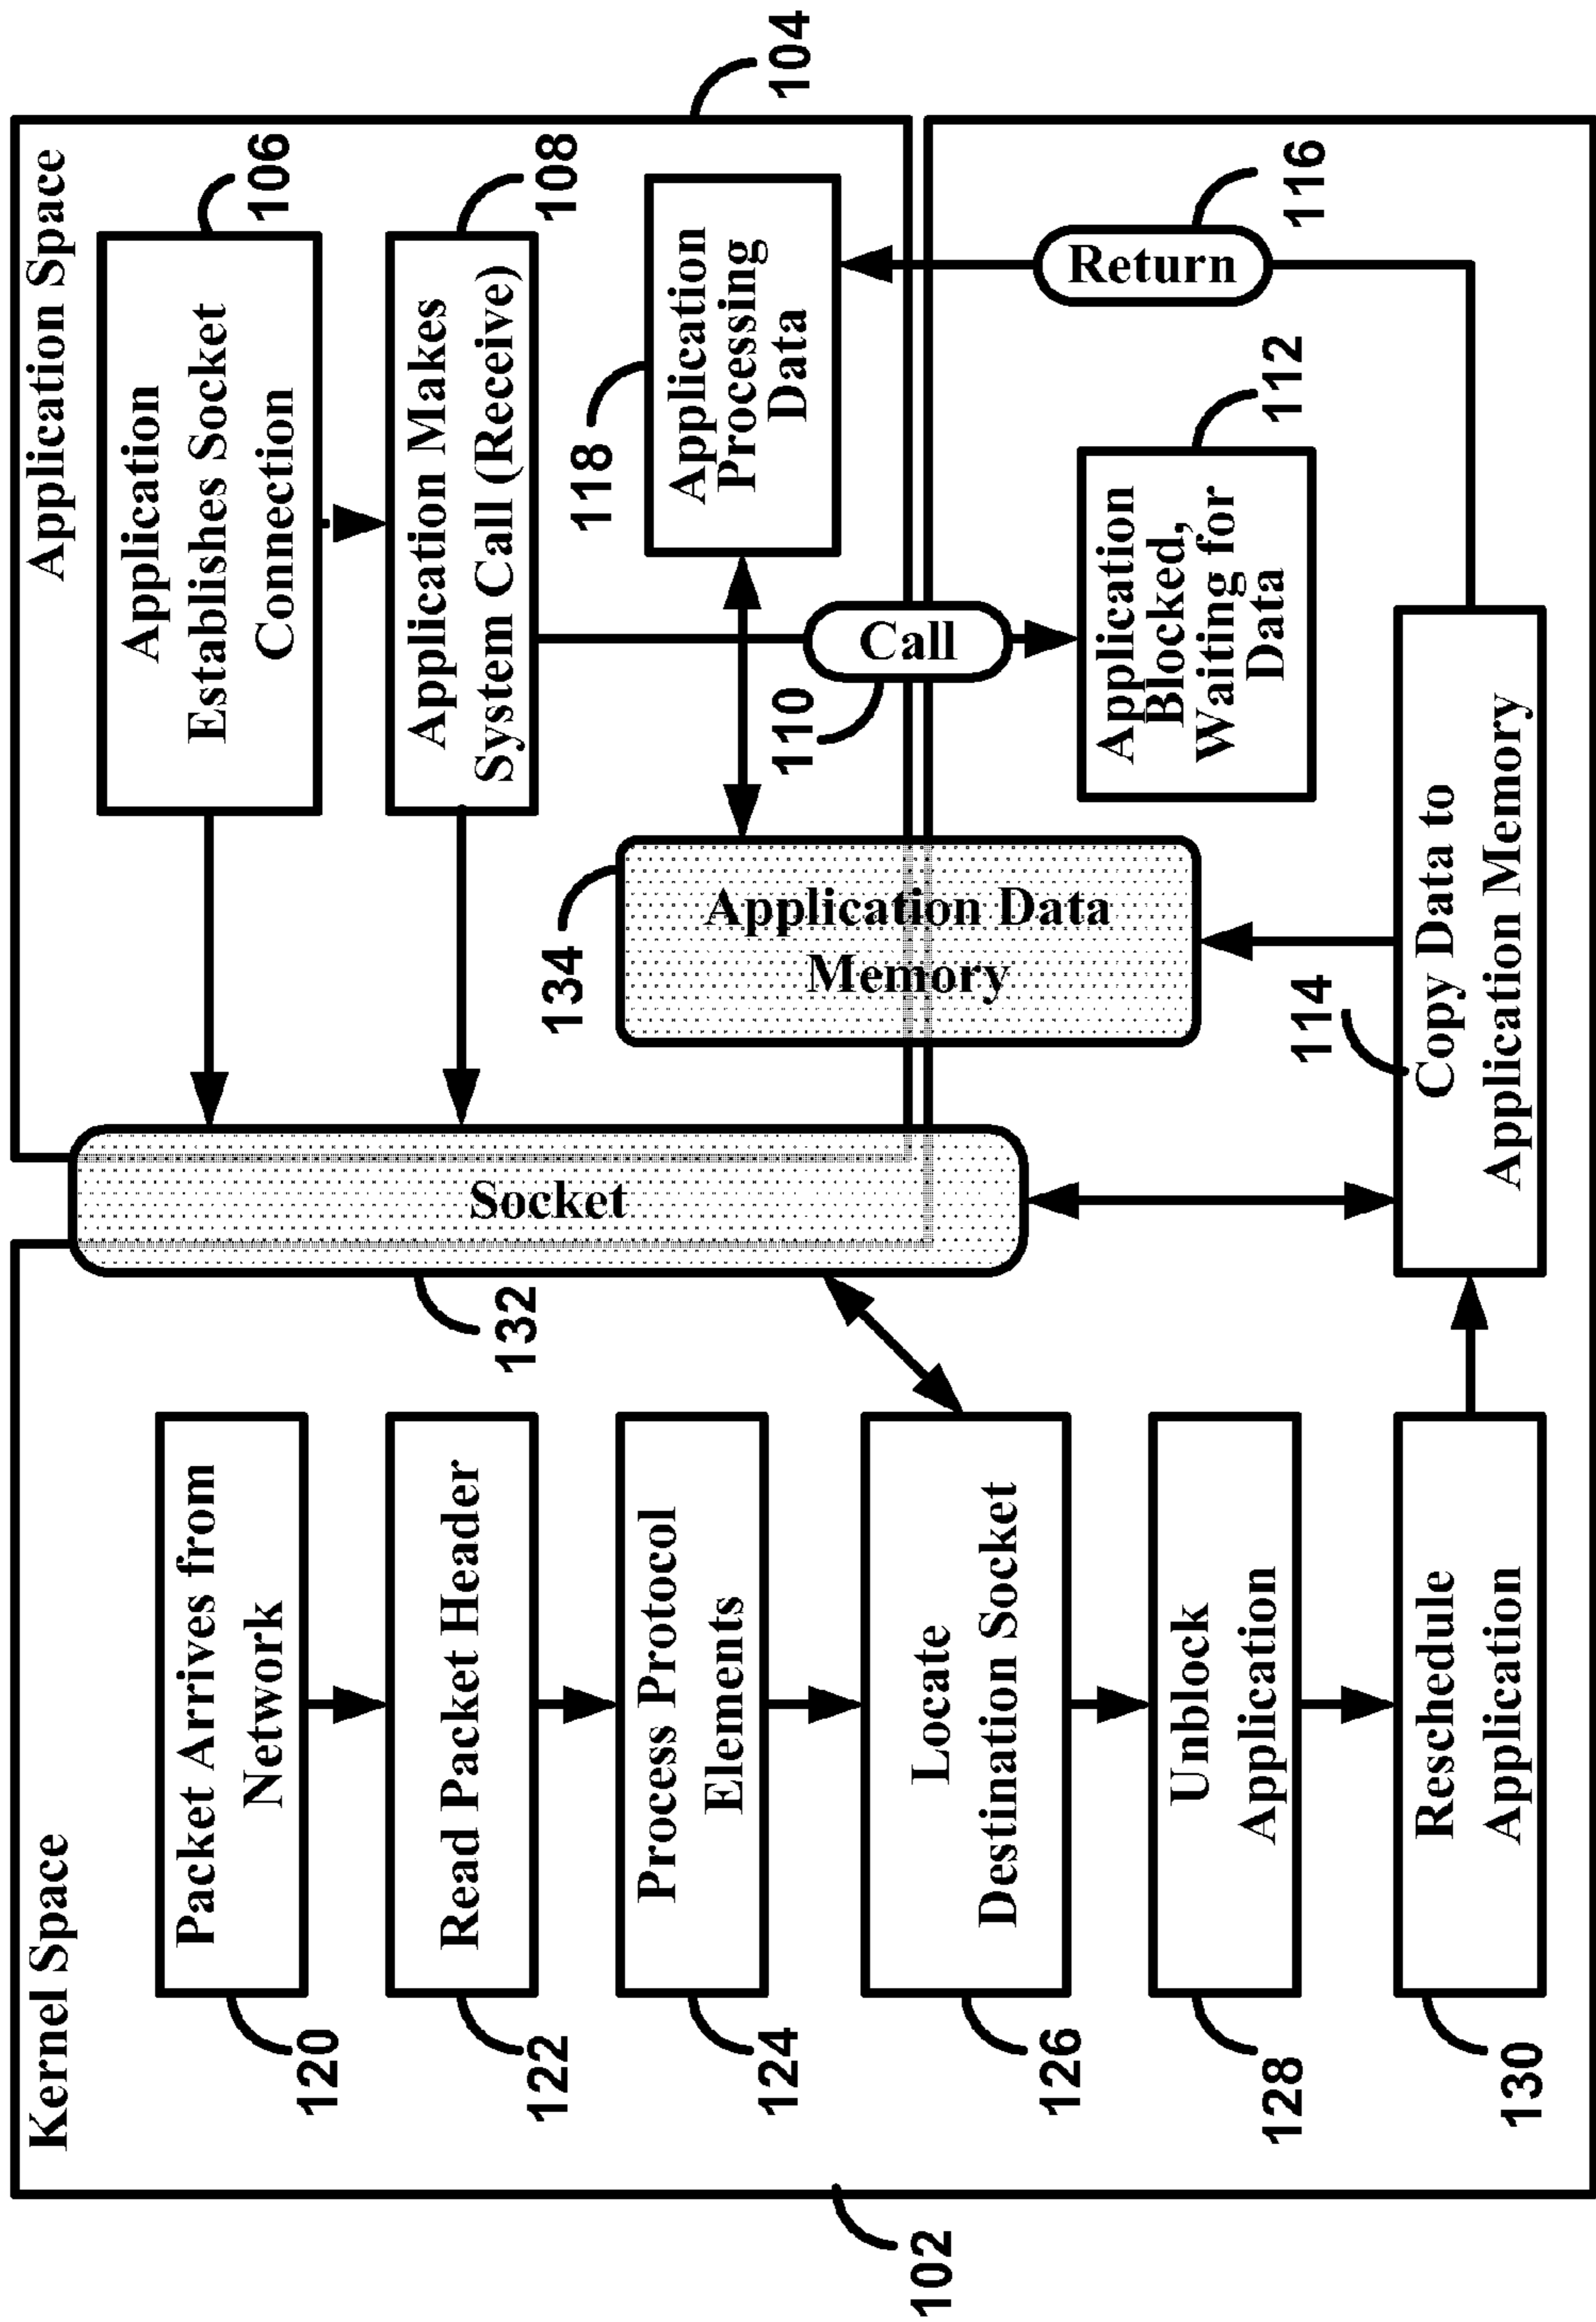 Kernel Space
Packet Arrives from
Network
120
Read Packet Header
122
Process Protocol
Elements
124
Locate
Destination Socket
126
Unblock
Application
128
Reschedule
Application
130
102
Socket
132
Application Space
104
Application
Establishes Socket
Connection
106
Application Makes
System Call (Receive)
108
118
Application
Processing
Data
134
Application Data
Memory
Call
110
Return
116
Application
Blocked,
Waiting for
Data
112
114
Copy Data to
Application Memory